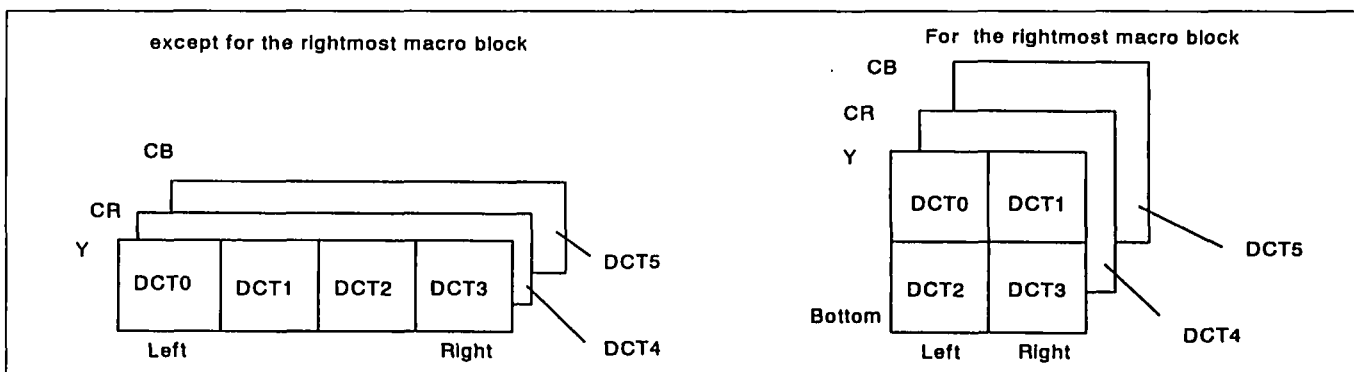 except for the rightmost macro block
CB
CR
Y
DCT0 DCT1 DCT2 DCT3
DCT5
DCT4
Left Right
For the rightmost macro block
CB
CR
Y
DCT0 DCT1
DCT2 DCT3
DCT5
DCT4
Bottom
Left Right